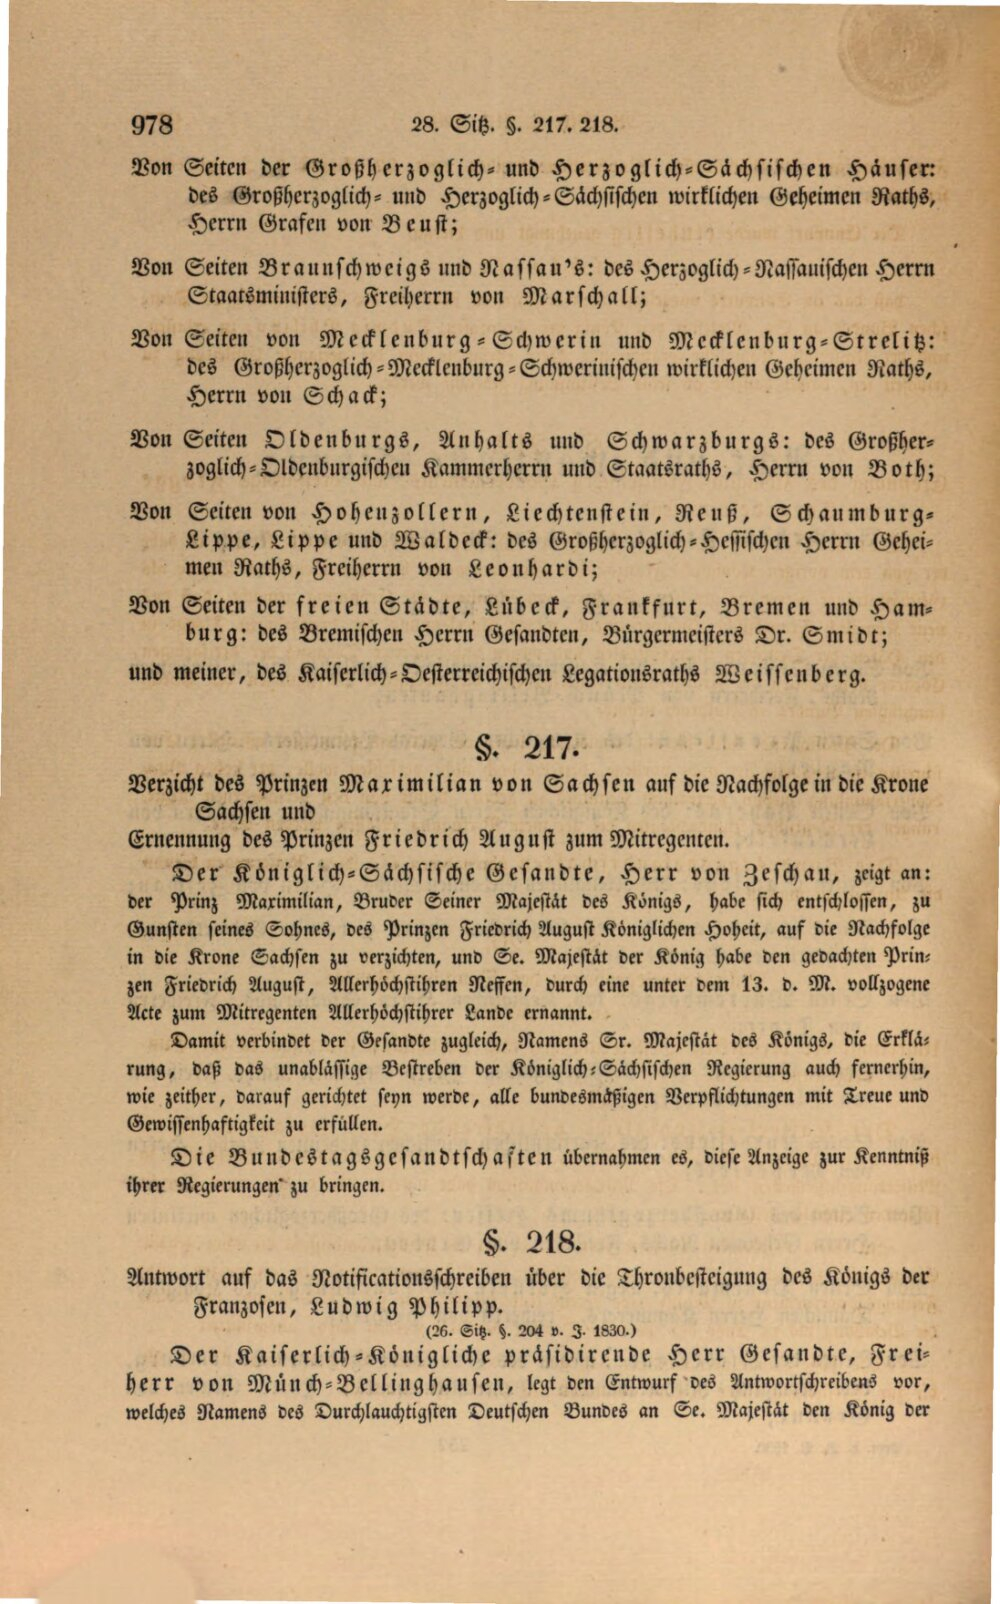 978 28. Sitz. §. 217. 218.
Von Seiten der Großherzoglich- und Herzoglich-Sächsischen Häuser:
des Großherzoglich- und Herzoglich-Sächsischen wirklichen Geheimen Raths,
Herrn Grafen von Beust;
Von Seiten Braunschweigs und Nassau's: des Herzoglich-Nassauischen Herrn
Staatsministers, Freiherrn von Marschall;
Von Seiten von Mecklenburg-Schwerin und Mecklenburg-Strelitz:
des Großherzoglich-Mecklenburg-Schwerinischen wirklichen Geheimen Raths,
Herrn von Schack;
Von Seiten Oldenburgs, Anhalts und Schwarzburgs: des Großher-
zoglich-Oldenburgischen Kammerherrn und Staatsraths, Herrn von Both;
Von Seiten von Hohenzollern, Liechtenstein, Reuß, Schaumburg-
Lippe, Lippe und Waldeck: des Großherzoglich-Hessischen Herrn Gehei-
men Raths, Freiherrn von Leonhardi;
Von Seiten der freien Städte, Lübeck, Frankfurt, Bremen und Ham-
burg: des Bremischen Herrn Gesandten, Bürgermeisters Dr. Smidt;
und meiner, des Kaiserlich-Oesterreichischen Legationsraths Weissenberg.
§. 217.
Verzicht des Prinzen Maximilian von Sachsen auf die Nachfolge in die Krone
Sachsen und
Ernennung des Prinzen Friedrich August zum Mitregenten.
Der Königlich-Sächsische Gesandte, Herr von Zeschau, zeigt an:
der Prinz Maximilian, Bruder Seiner Majestät des Königs, habe sich entschlossen, zu
Gunsten seines Sohnes, des Prinzen Friedrich August Königlichen Hoheit, auf die Nachfolge
in die Krone Sachsen zu verzichten, und Se. Majestät der König habe den gedachten Prin-
zen Friedrich August, Allerhöchstihren Neffen, durch eine unter dem 13. d. M. vollzogene
Acte zum Mitregenten Allerhöchstihrer Lande ernannt.
Damit verbindet der Gesandte zugleich, Namens Sr. Majestät des Königs, die Erklä-
rung, daß das unablässige Bestreben der Königlich-Sächsischen Regierung auch fernerhin,
wie zeither, darauf gerichtet seyn werde, alle bundesmäßigen Verpflichtungen mit Treue und
Gewissenhaftigkeit zu erfüllen.
Die Bundestagsgesandtschaften übernahmen es, diese Anzeige zur Kenntniß
ihrer Regierungen zu bringen.
§. 218.
Antwort auf das Notificationsschreiben über die Thronbesteigung des Königs der
Franzosen, Ludwig Philipp.
(26. Sitz. §. 204 v. J. 1830.)
Der Kaiserlich-Königliche präsidirende Herr Gesandte, Frei-
herr von Münch-Bellinghausen, legt den Entwurf des Antwortschreibens vor,
welches Namens des Durchlauchtigsten Deutschen Bundes an Se. Majestät den König der